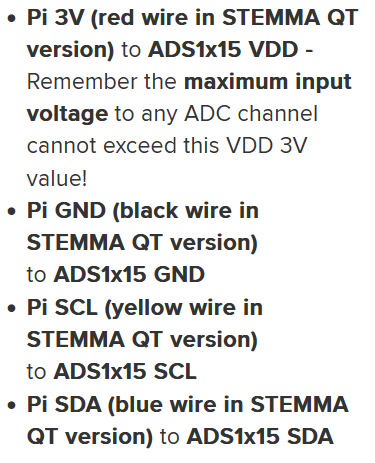 • Pi 3V (red wire in STEMMA QT
version) to ADS1x15 VDD -
Remember the maximum input
voltage to any ADC channel
cannot exceed this VDD 3V
value!
• Pi GND (black wire in
STEMMA QT version)
to ADS1x15 GND
• Pi SCL (yellow wire in
STEMMA QT version)
to ADS1x15 SCL
• Pi SDA (blue wire in STEMMA
QT version) to ADS1x15 SDA